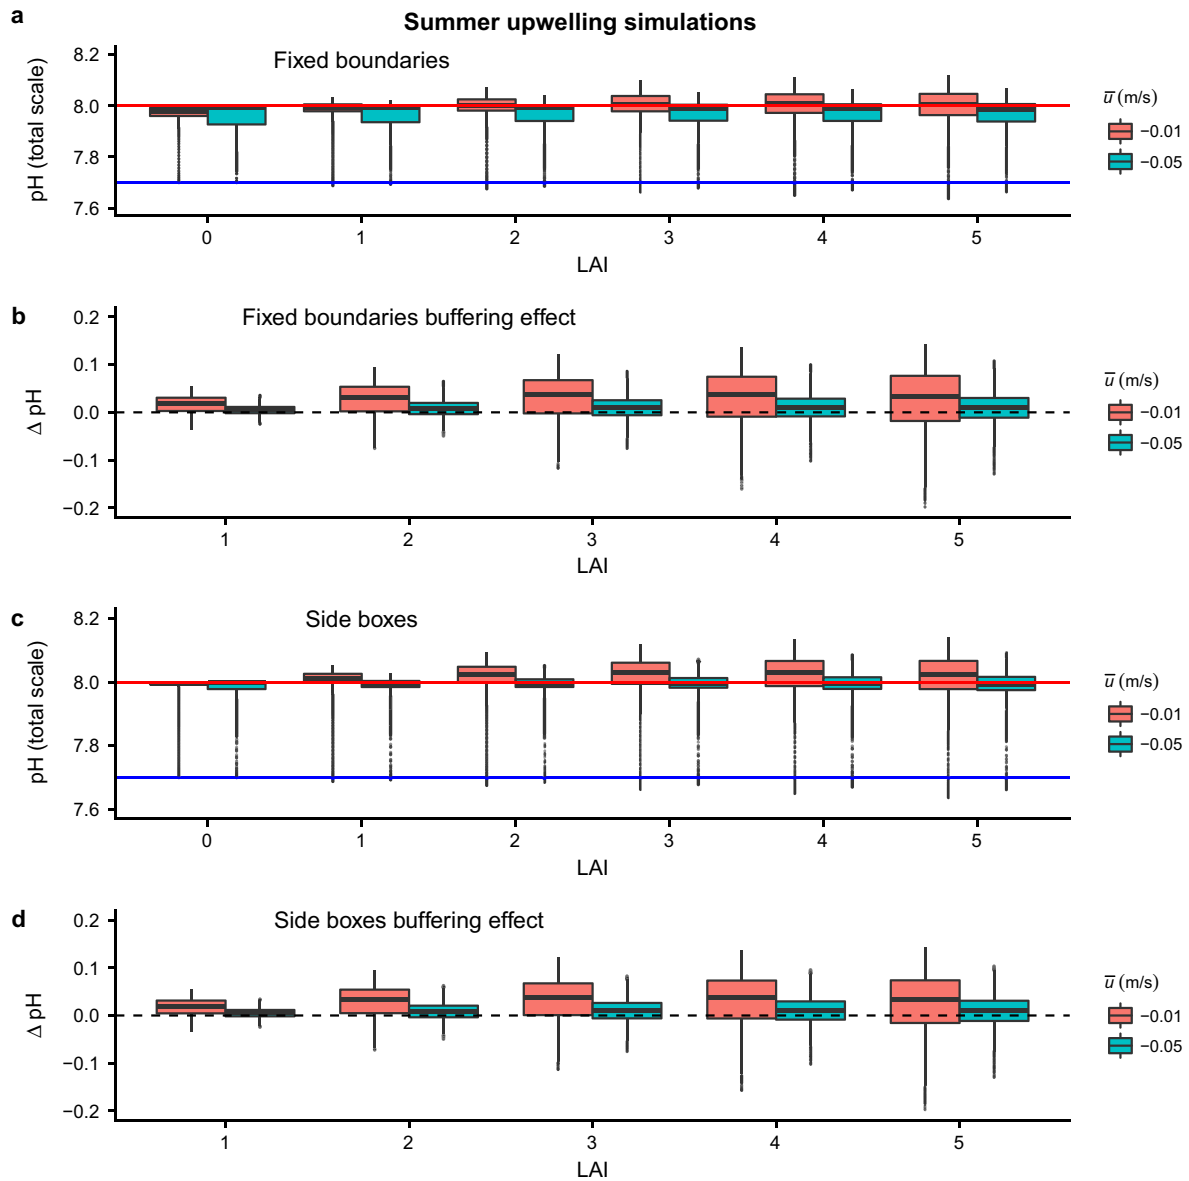 a
Summer upwelling simulations
Fixed boundaries
pH (total scale)
8.2
8.0
7.8
7.6
0 1 2 3 4 5
LAI
u̅ (m/s)
−0.01
−0.05
b
Fixed boundaries buffering effect
Δ pH
0.2
0.1
0.0
−0.1
−0.2
1 2 3 4 5
LAI
u̅ (m/s)
−0.01
−0.05
c
Side boxes
pH (total scale)
8.2
8.0
7.8
7.6
0 1 2 3 4 5
LAI
u̅ (m/s)
−0.01
−0.05
d
Side boxes buffering effect
Δ pH
0.2
0.1
0.0
−0.1
−0.2
1 2 3 4 5
LAI
u̅ (m/s)
−0.01
−0.05